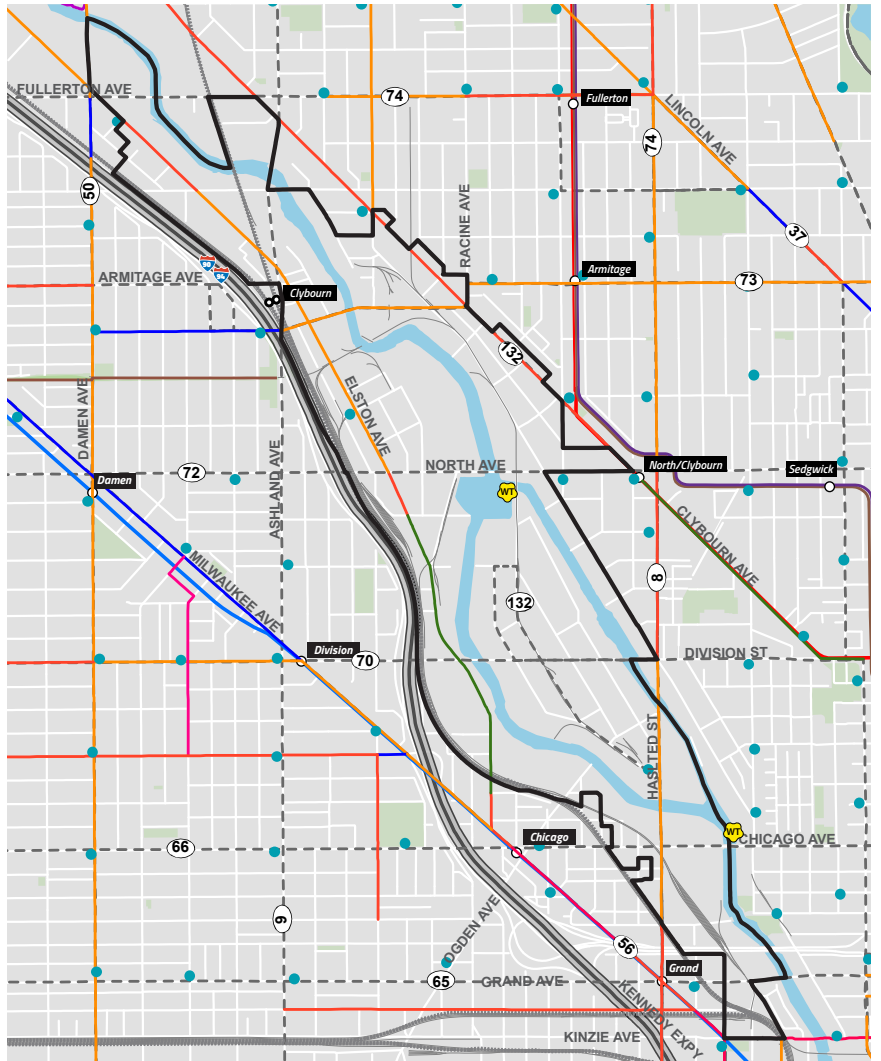 FULLERTON AVE
74
Fullerton
LINCOLN AVE
74
50
RACINE AVE
37
90
94
ARMITAGE AVE
Clybourn
Armitage
73
132
ELSTON AVE
DAMEN AVE
ASHLAND AVE
NORTH AVE
North/Clybourn
Sedgwick
72
Damen
WT
CLYBOURN AVE
MILWAUKEE AVE
8
132
Division
70
DIVISION ST
HASLTED ST
WT
CHICAGO AVE
66
Chicago
9
OGDEN AVE
56
Grand
65
GRAND AVE
KENNEDY EXPY
KINZIE AVE